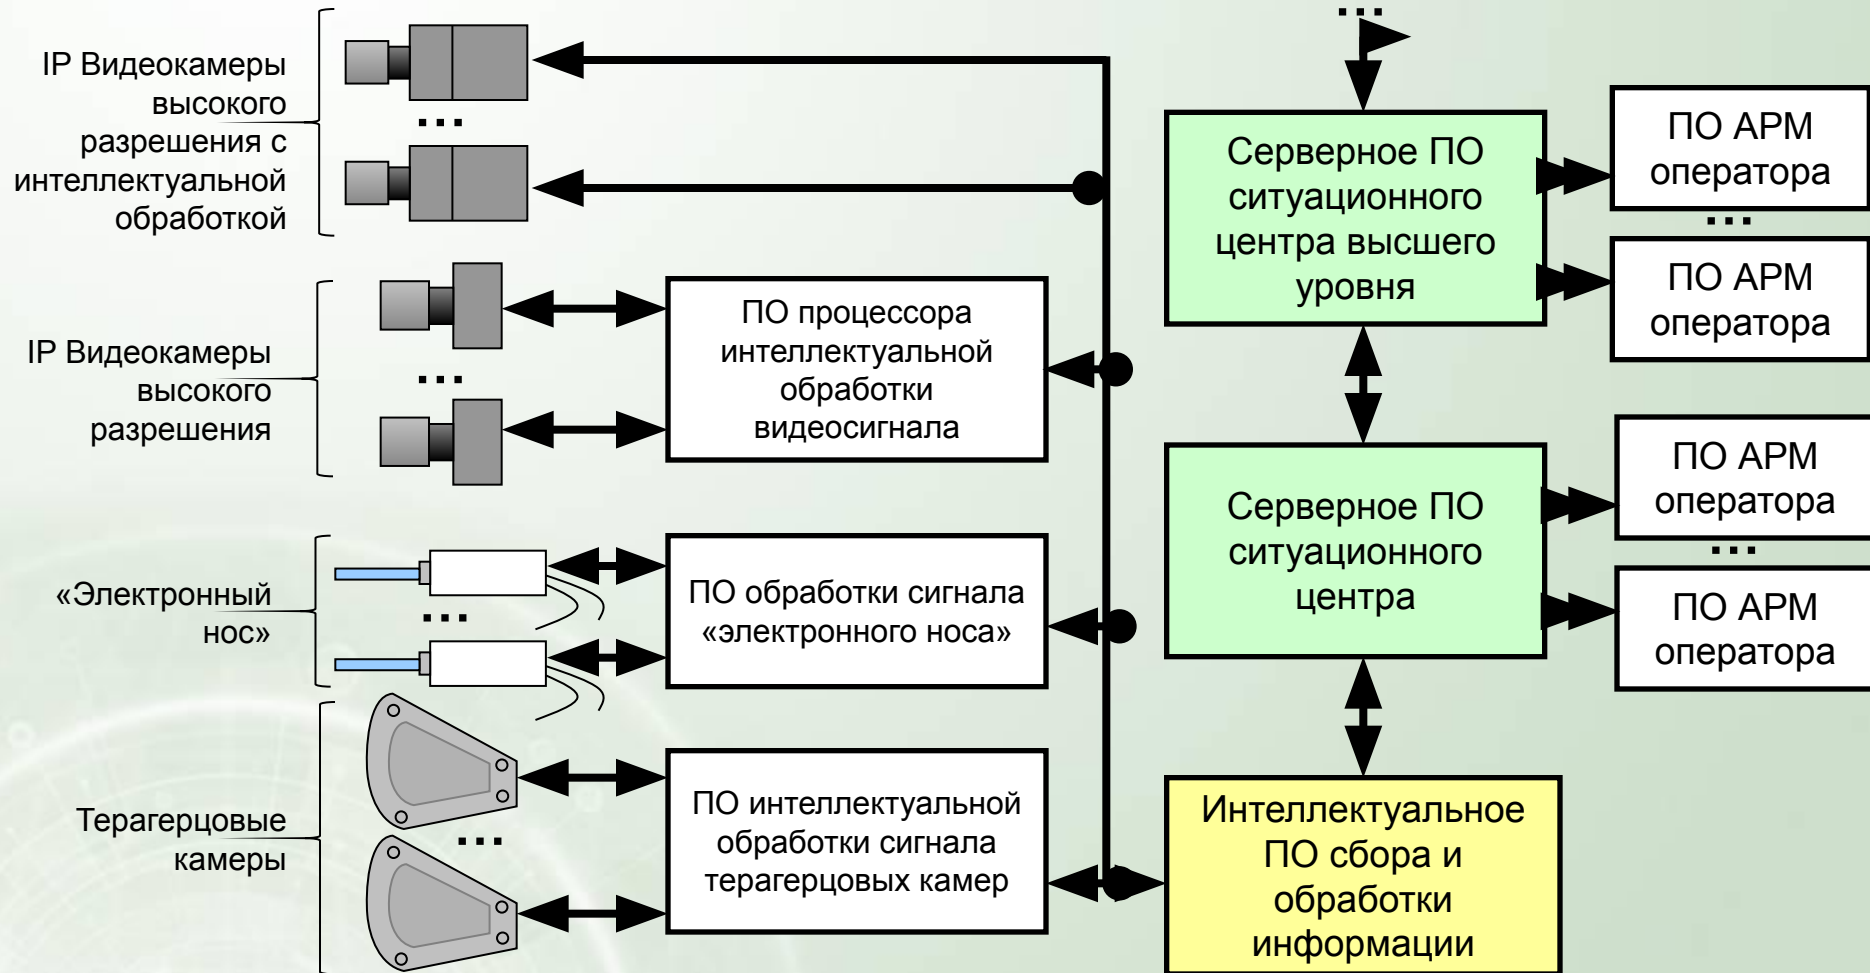 IP Видеокамеры
высокого
разрешения с
интеллектуальной
обработкой
...
IP Видеокамеры
высокого
разрешения
...
ПО процессора
интеллектуальной
обработки
видеосигнала
«Электронный
нос»
...
ПО обработки сигнала
«электронного носа»
Терагерцовые
камеры
...
ПО интеллектуальной
обработки сигнала
терагерцовых камер
...
Серверное ПО
ситуационного
центра высшего
уровня
ПО АРМ
оператора
...
ПО АРМ
оператора
Серверное ПО
ситуационного
центра
ПО АРМ
оператора
...
ПО АРМ
оператора
Интеллектуальное
ПО сбора и
обработки
информации